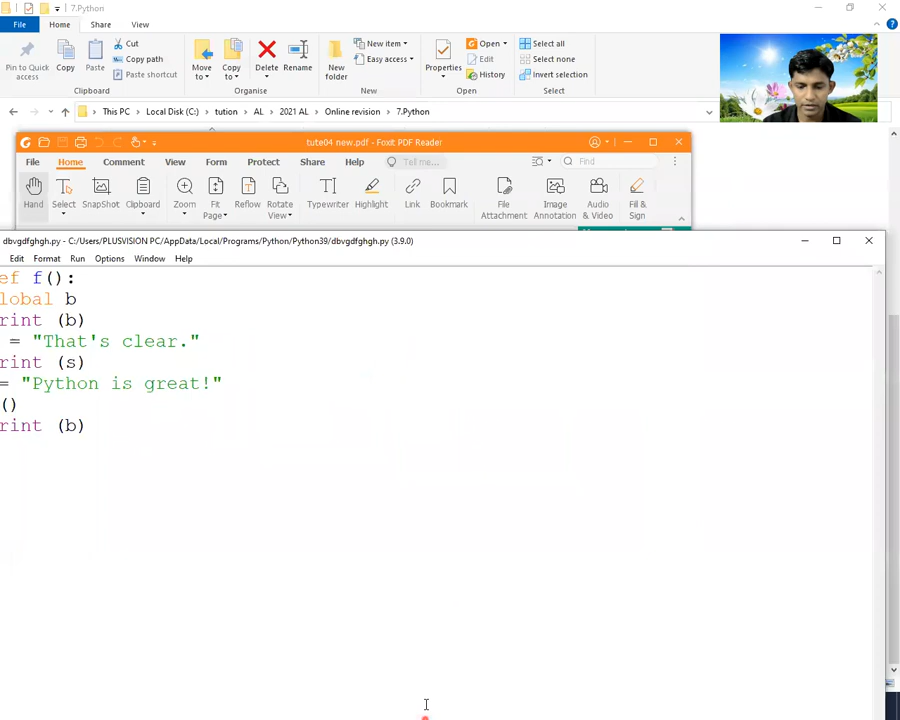 7.Python
File Home Share View
Pin to Quick access
Copy
Paste
Cut
Copy path
Paste shortcut
Clipboard
Move to
Copy to
Delete
Rename
Organise
New folder
New item
Easy access
New
Properties
Open
Edit
History
Open
Select all
Select none
Invert selection
Select
This PC Local Disk (C:) tution AL 2021 AL Online revision 7.Python
tute04 new.pdf - Foxit PDF Reader
File Home Comment View Form Protect Share Help Tell me... Find
Hand
Select
SnapShot
Clipboard
Zoom
Fit Page
Reflow
Rotate View
Typewriter
Highlight
Link
Bookmark
File Attachment
Image Annotation
Audio & Video
Fill & Sign
dbvgdfghgh.py - C:/Users/PLUSVISION PC/AppData/Local/Programs/Python/Python39/dbvgdfghgh.py (3.9.0)
Edit Format Run Options Window Help
ef f():
lobal b
rint (b)
= "That's clear."
rint (s)
= "Python is great!"
()
rint (b)